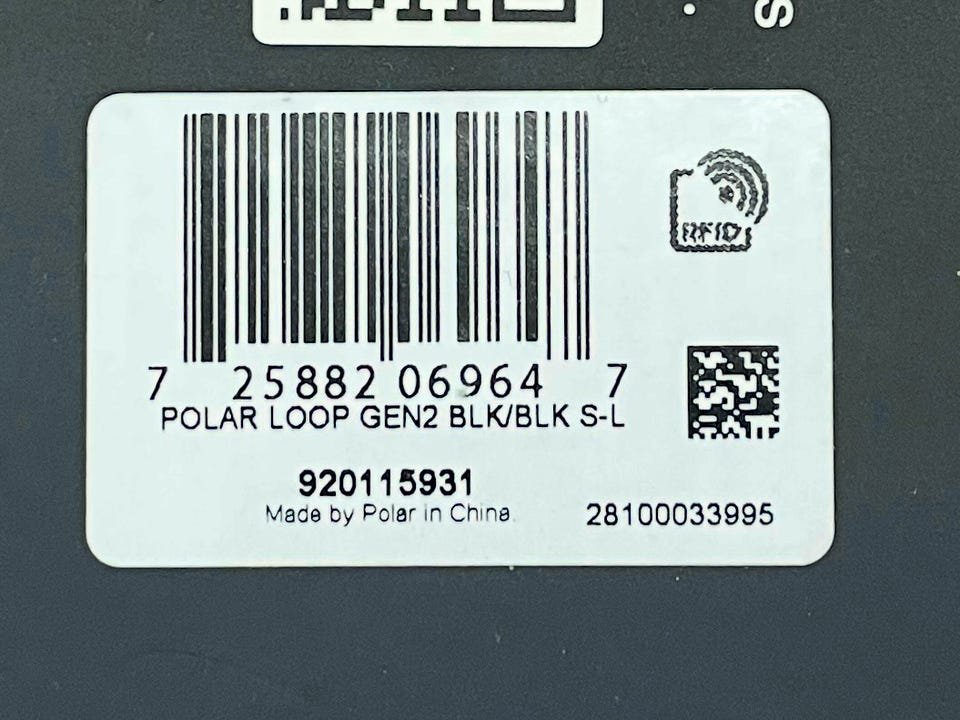 S
RFID
7 25882 06964 7
POLAR LOOP GEN2 BLK/BLK S-L
920115931
Made by Polar in China
28100033995